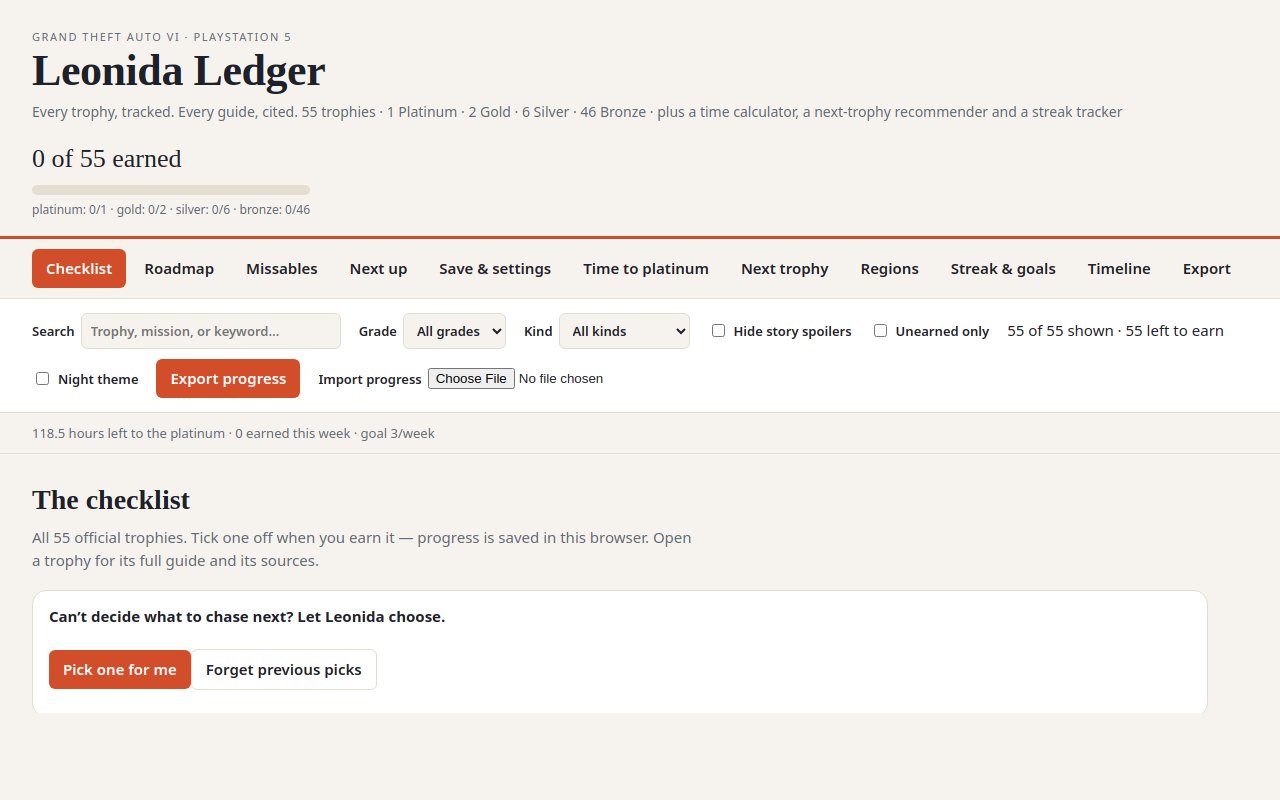 GRAND THEFT AUTO VI · PLAYSTATION 5
Leonida Ledger
Every trophy, tracked. Every guide, cited. 55 trophies · 1 Platinum · 2 Gold · 6 Silver · 46 Bronze · plus a time calculator, a next-trophy recommender and a streak tracker
0 of 55 earned
platinum: 0/1 · gold: 0/2 · silver: 0/6 · bronze: 0/46
Checklist Roadmap Missables Next up Save & settings Time to platinum Next trophy Regions Streak & goals Timeline Export
Search Trophy, mission, or keyword… Grade All grades Kind All kinds Hide story spoilers Unearned only 55 of 55 shown · 55 left to earn
Night theme Export progress Import progress Choose File No file chosen
118.5 hours left to the platinum · 0 earned this week · goal 3/week
The checklist
All 55 official trophies. Tick one off when you earn it — progress is saved in this browser. Open
a trophy for its full guide and its sources.
Can’t decide what to chase next? Let Leonida choose.
Pick one for me Forget previous picks